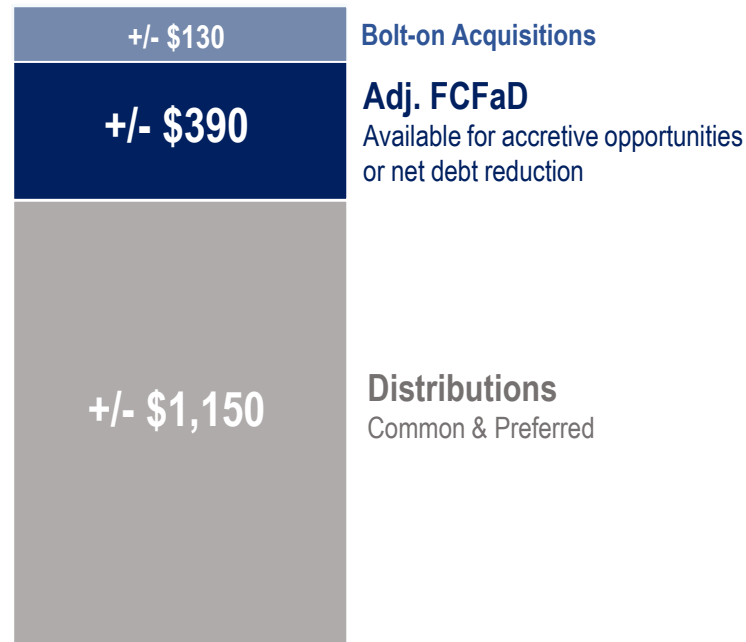 +/- $130
Bolt-on Acquisitions
+/- $390
Adj. FCFaD
Available for accretive opportunities
or net debt reduction
+/- $1,150
Distributions
Common & Preferred